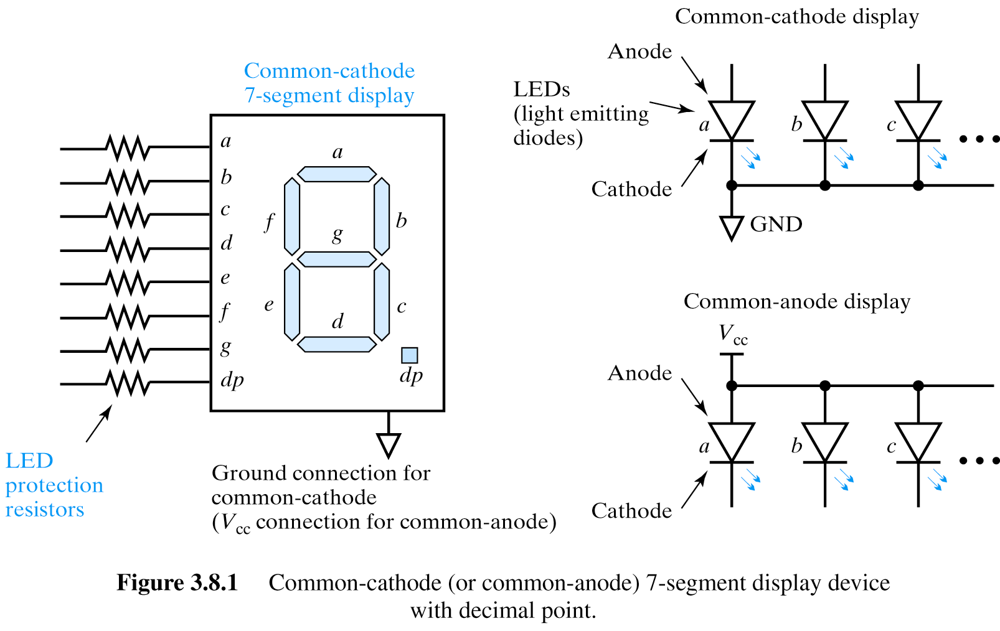 Common-cathode
7-segment display
a
b
c
d
e
f
g
dp
a
f
b
g
e
c
d
dp
LED
protection
resistors
Ground connection for
common-cathode
(Vcc connection for common-anode)
Common-cathode display
Anode
LEDs
(light emitting
diodes)
a
b
c
Cathode
GND
Common-anode display
Vcc
Anode
a
b
c
Cathode
Figure 3.8.1 Common-cathode (or common-anode) 7-segment display device
with decimal point.